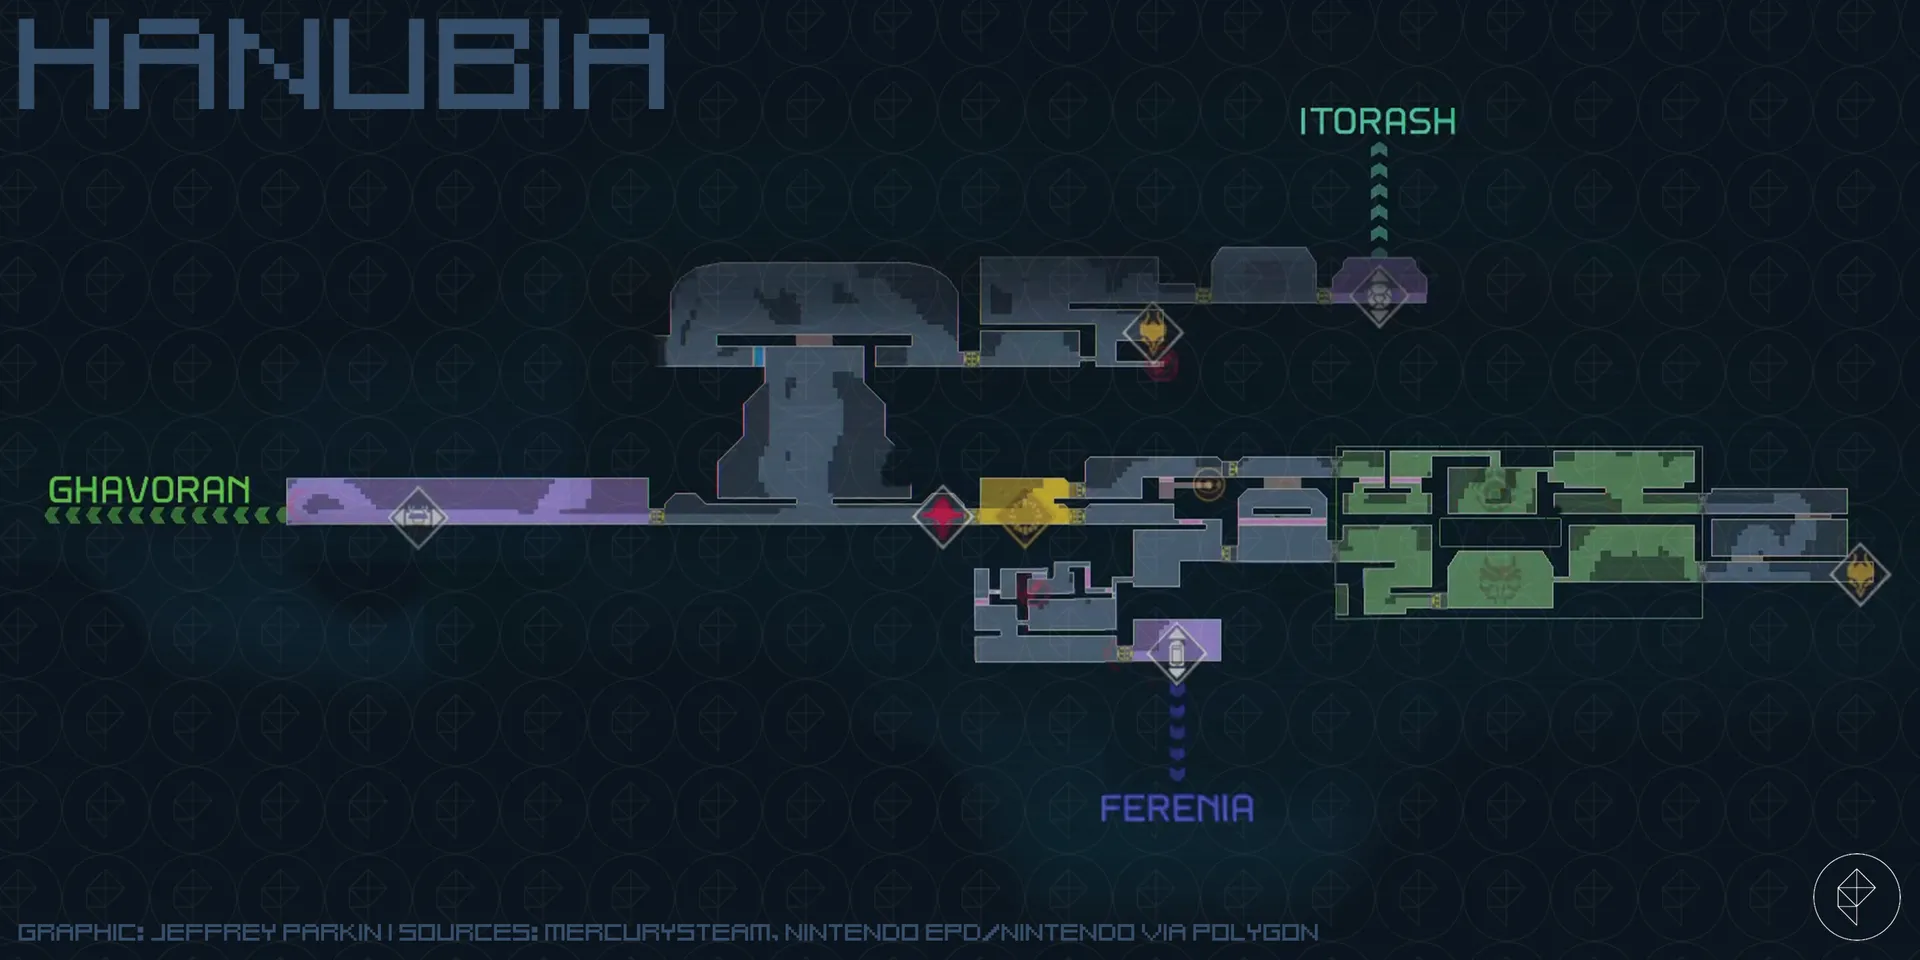 HANUBIA
ITORASH
GHAVORAN
FERENIA
GRAPHIC: JEFFREY PARKIN | SOURCES: MERCURYSTEAM, NINTENDO EPD/NINTENDO VIA POLYGON